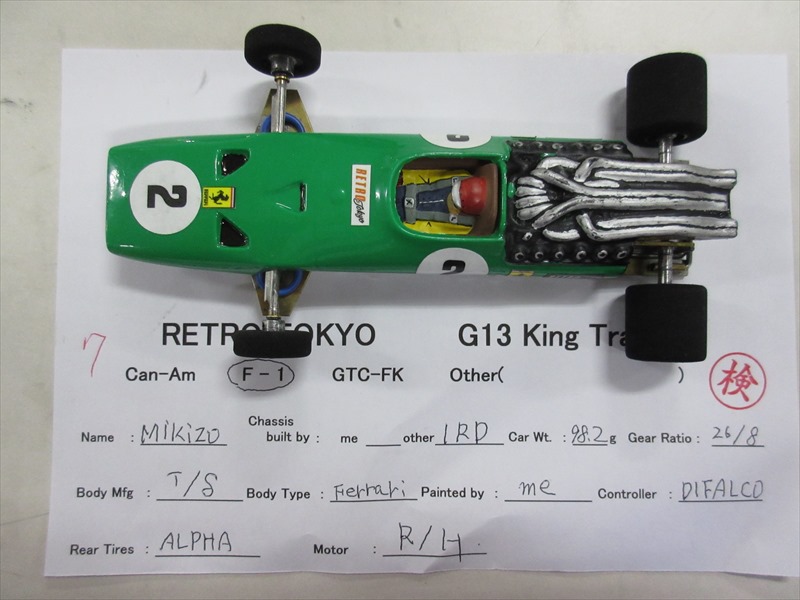 2
RETRO Tokyo
2
RETRO TOKYO G13 King Tra
7
Can-Am F-1 GTC-FK Other( ) 検
Name : MIKIZO Chassis built by : me other IRD Car Wt. : 98.2 g Gear Ratio : 26/8
Body Mfg : T/S Body Type : Ferrari Painted by : me Controller : DIFALCO
Rear Tires : ALPHA Motor : R/H